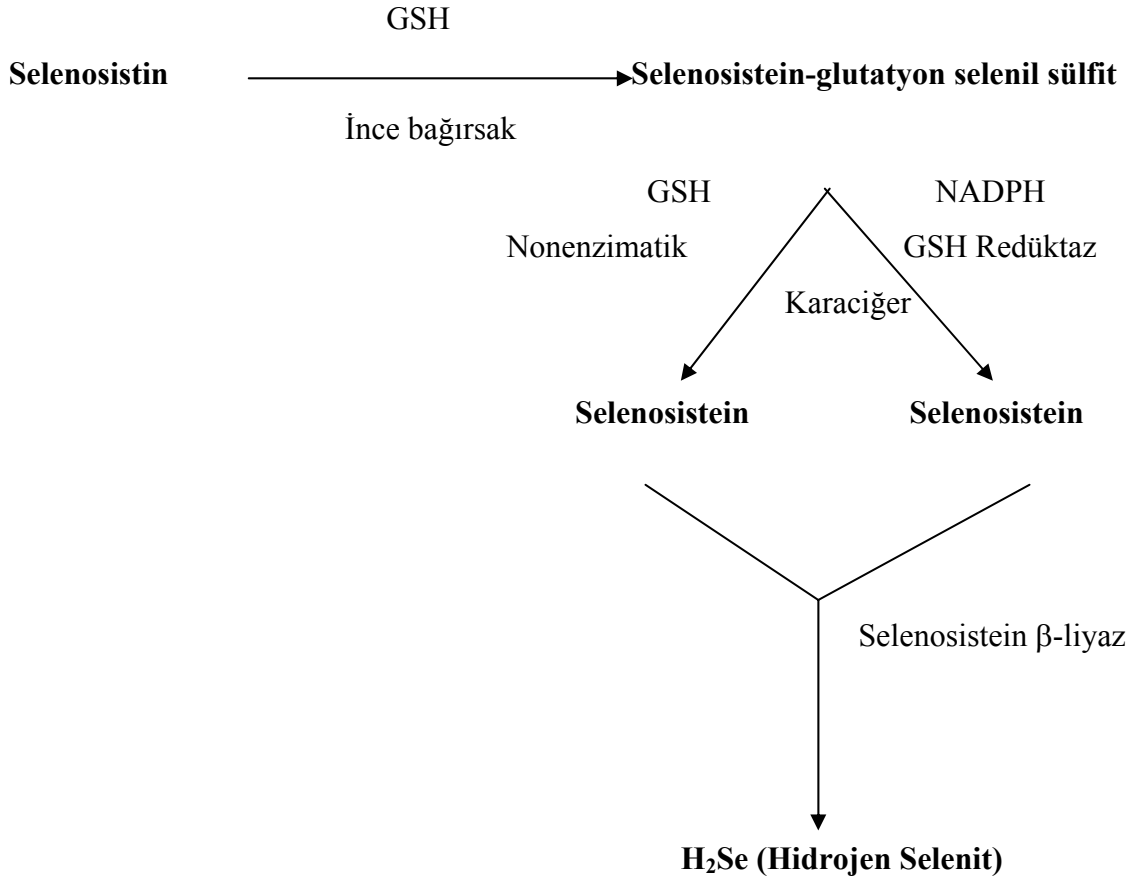 GSH
Selenosistin Selenosistein-glutatyon selenil sülfit
İnce bağırsak
GSH NADPH
Nonenzimatik GSH Redüktaz
Karaciğer
Selenosistein Selenosistein
Selenosistein β-liyaz
H₂Se (Hidrojen Selenit)